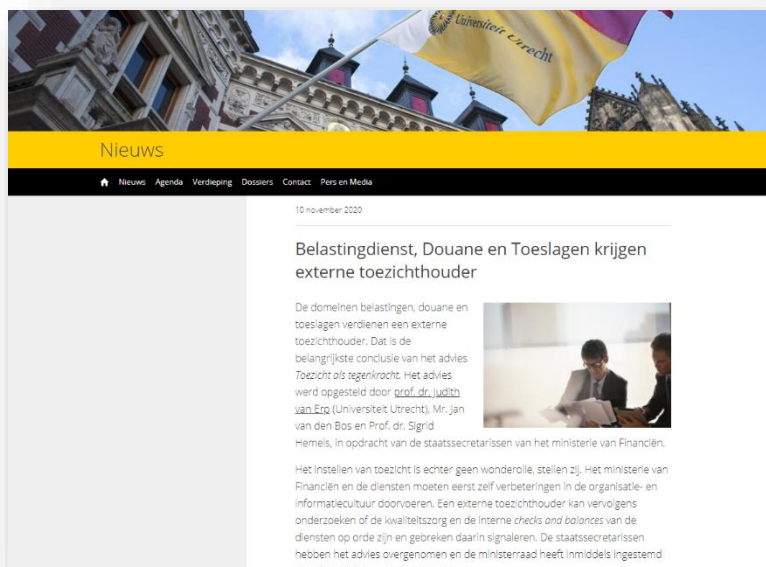 Universiteit Utrecht
Nieuws
Nieuws Agenda Verdieping Dossiers Contact Pers en Media
10 november 2020
Belastingdienst, Douane en Toeslagen krijgen
externe toezichthouder
De domeinen belastingen, douane en
toeslagen verdienen een externe
toezichthouder. Dat is de
belangrijkste conclusie van het advies
Toezicht als tegenkracht. Het advies
werd opgesteld door prof. dr. Judith
van Erp (Universiteit Utrecht), Mr. Jan
van den Bos en Prof. dr. Sigrid
Hemels, in opdracht van de staatssecretarissen van het ministerie van Financiën.
Het instellen van toezicht is echter geen wonderolie, stellen zij. Het ministerie van
Financiën en de diensten moeten eerst zelf verbeteringen in de organisatie- en
informatiecultuur doorvoeren. Een externe toezichthouder kan vervolgens
onderzoeken of de kwaliteitszorg en de interne checks and balances van de
diensten op orde zijn en gebreken daarin signaleren. De staatssecretarissen
hebben het advies overgenomen en de ministerraad heeft inmiddels ingestemd